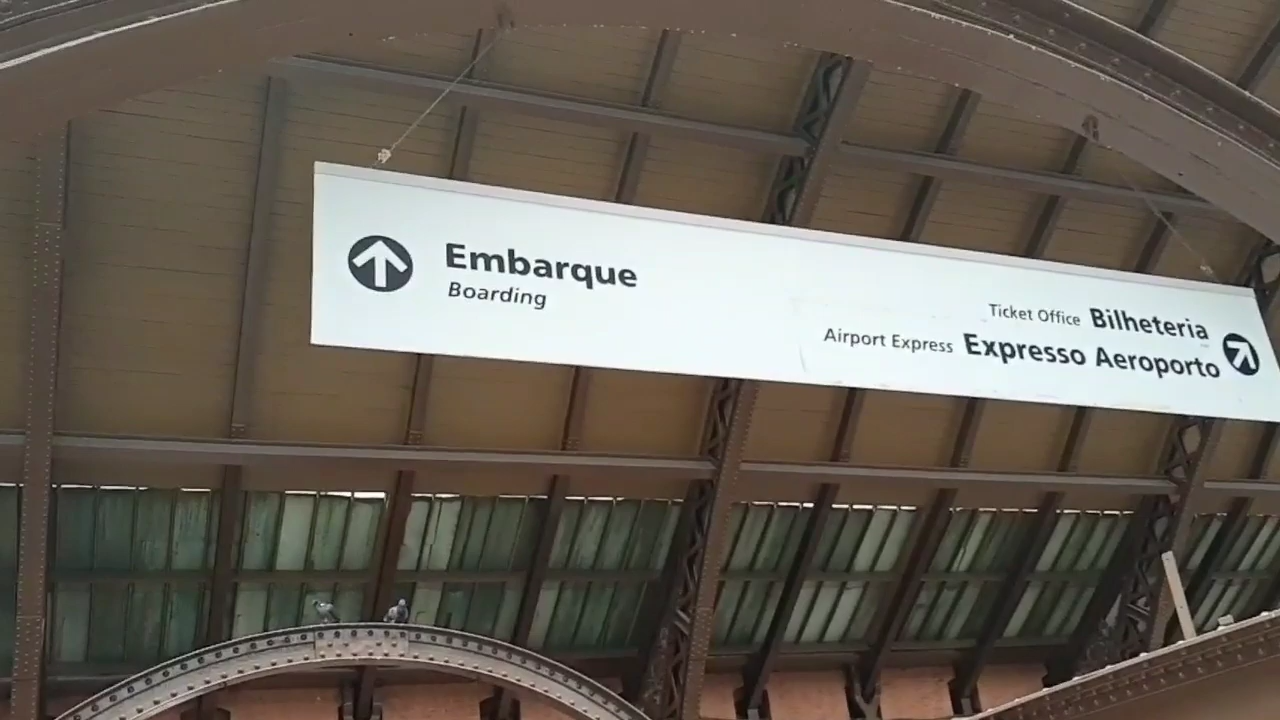 Embarque
Boarding
Ticket Office Bilheteria
Airport Express Expresso Aeroporto